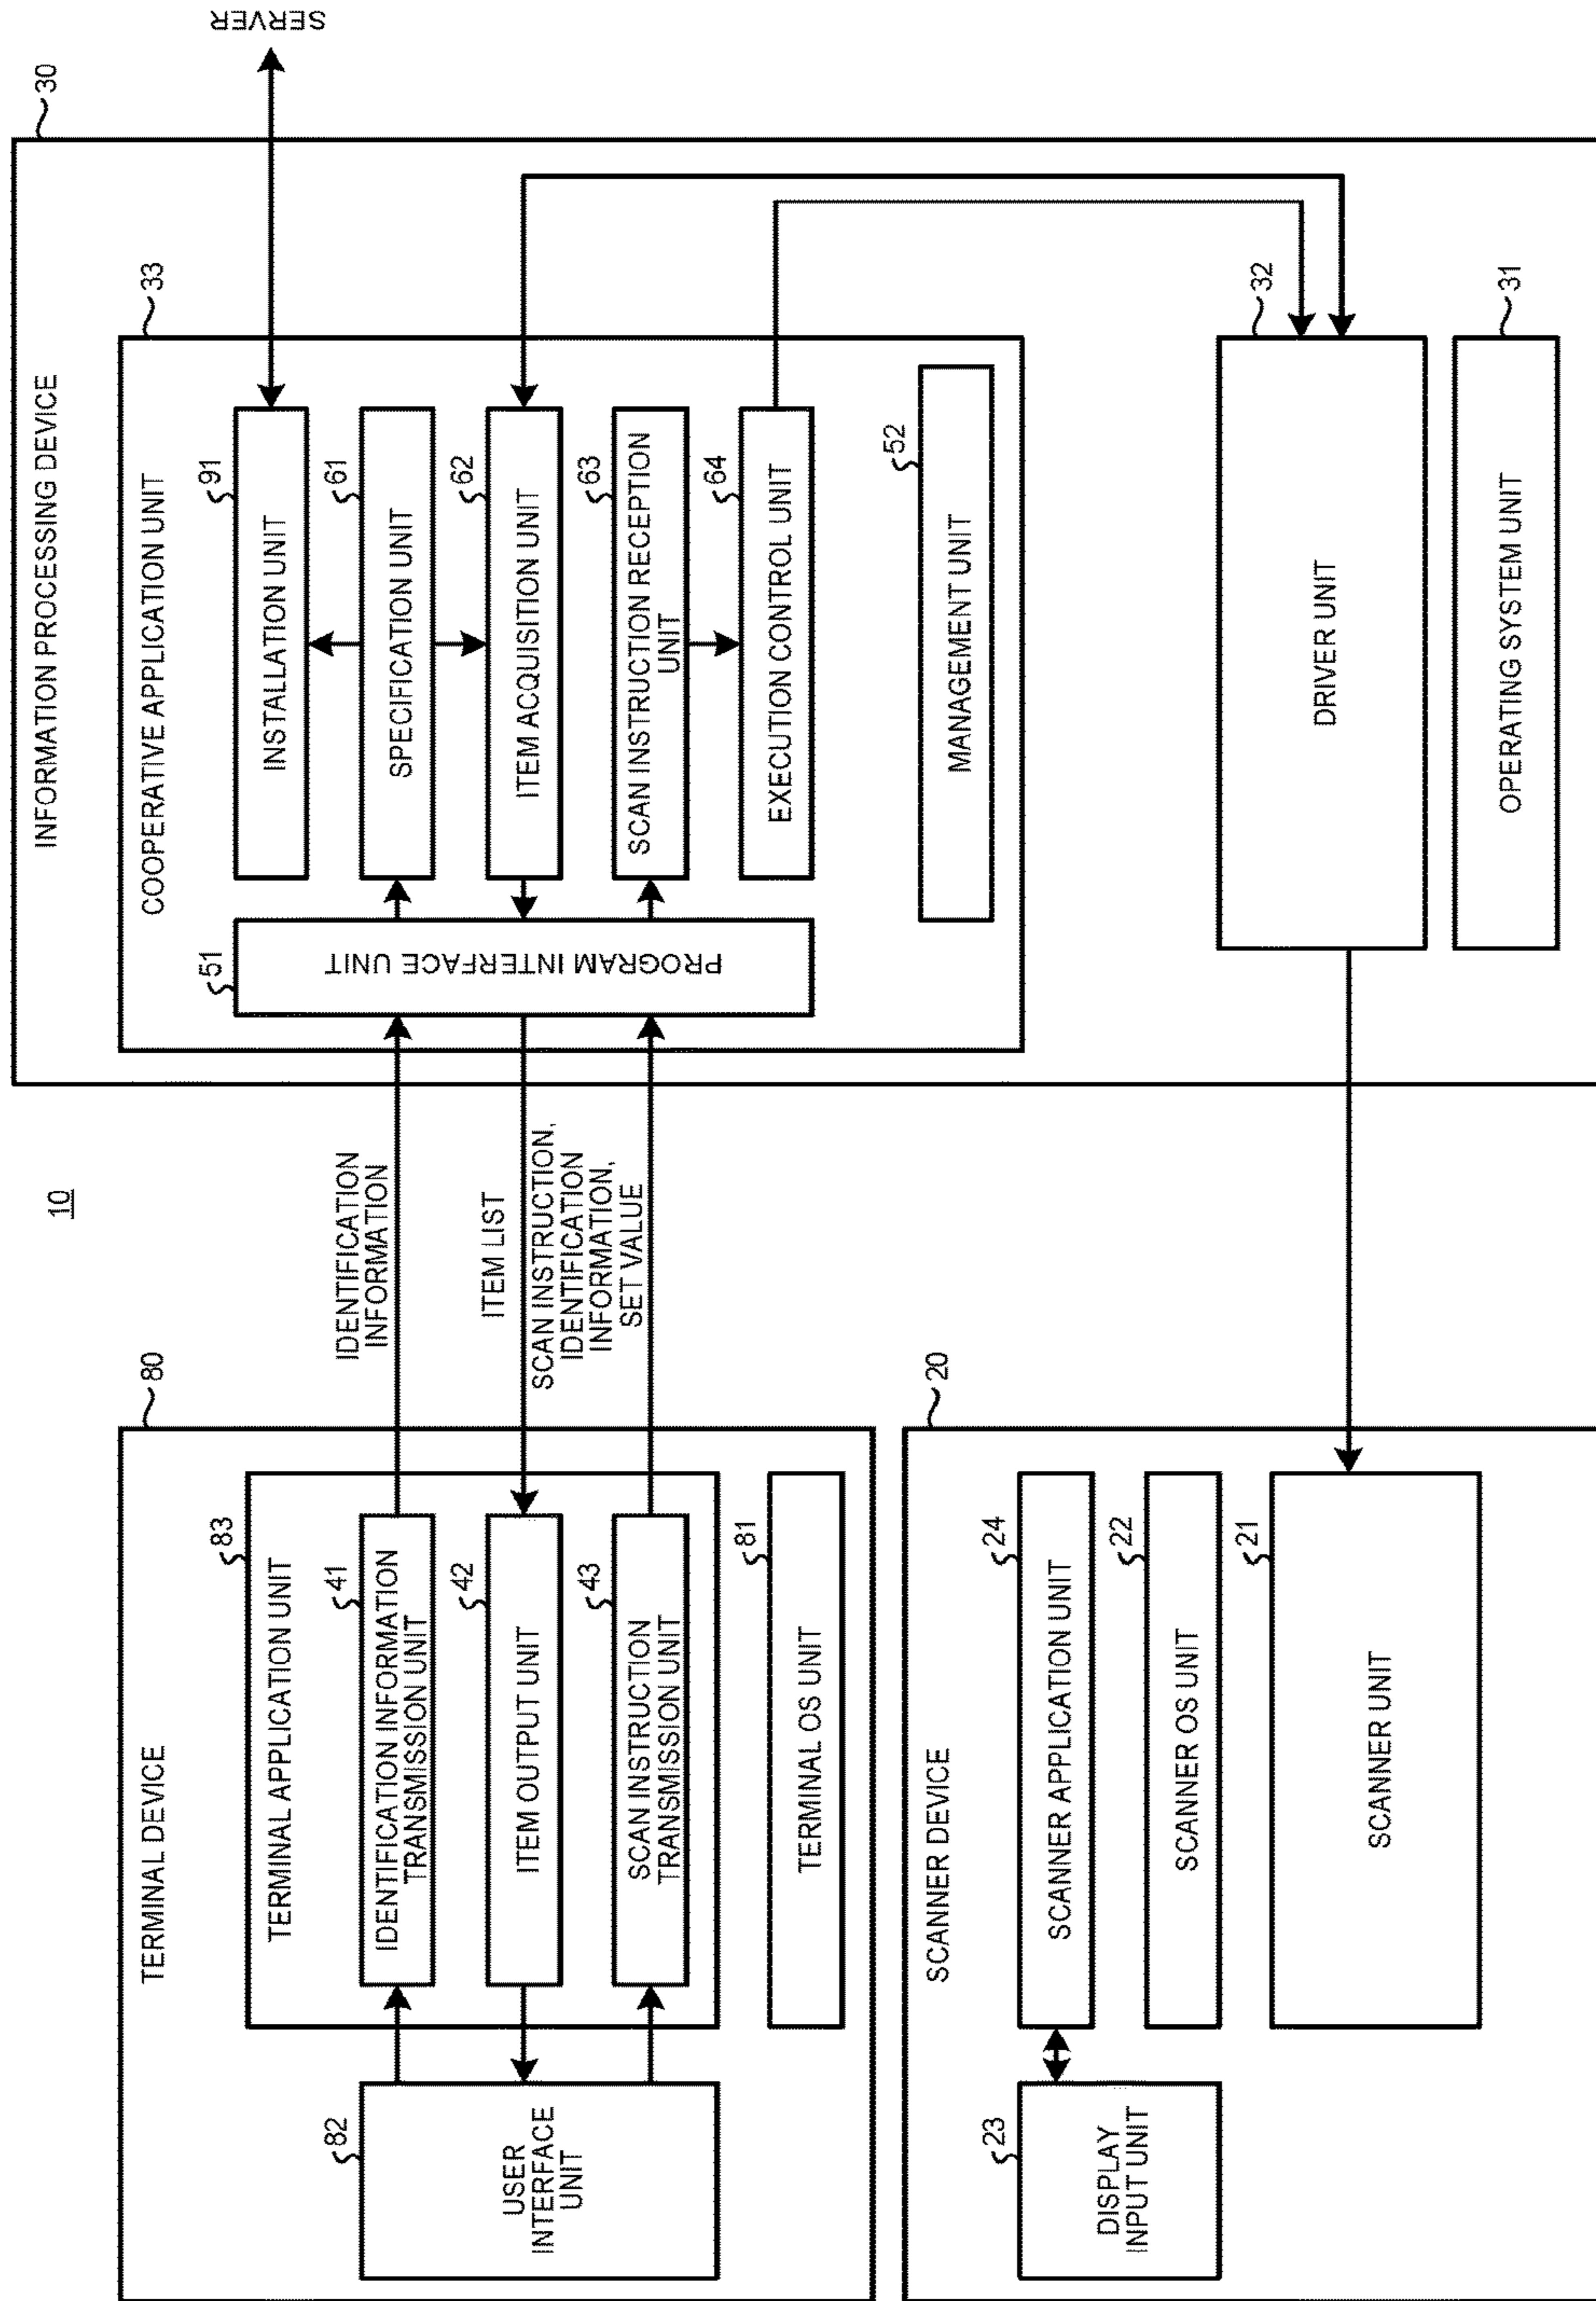 10
TERMINAL DEVICE
80
TERMINAL APPLICATION UNIT
83
USER
INTERFACE
UNIT
82
IDENTIFICATION INFORMATION
TRANSMISSION UNIT
41
ITEM OUTPUT UNIT
42
SCAN INSTRUCTION
TRANSMISSION UNIT
43
TERMINAL OS UNIT
81
IDENTIFICATION
INFORMATION
ITEM LIST
SCAN INSTRUCTION,
IDENTIFICATION
INFORMATION,
SET VALUE
INFORMATION PROCESSING DEVICE
30
COOPERATIVE APPLICATION UNIT
33
PROGRAM INTERFACE UNIT
51
INSTALLATION UNIT
91
SPECIFICATION UNIT
61
ITEM ACQUISITION UNIT
62
SCAN INSTRUCTION RECEPTION
UNIT
63
EXECUTION CONTROL UNIT
64
MANAGEMENT UNIT
52
SERVER
DRIVER UNIT
32
OPERATING SYSTEM UNIT
31
SCANNER DEVICE
20
DISPLAY
INPUT UNIT
23
SCANNER APPLICATION UNIT
24
SCANNER OS UNIT
22
SCANNER UNIT
21